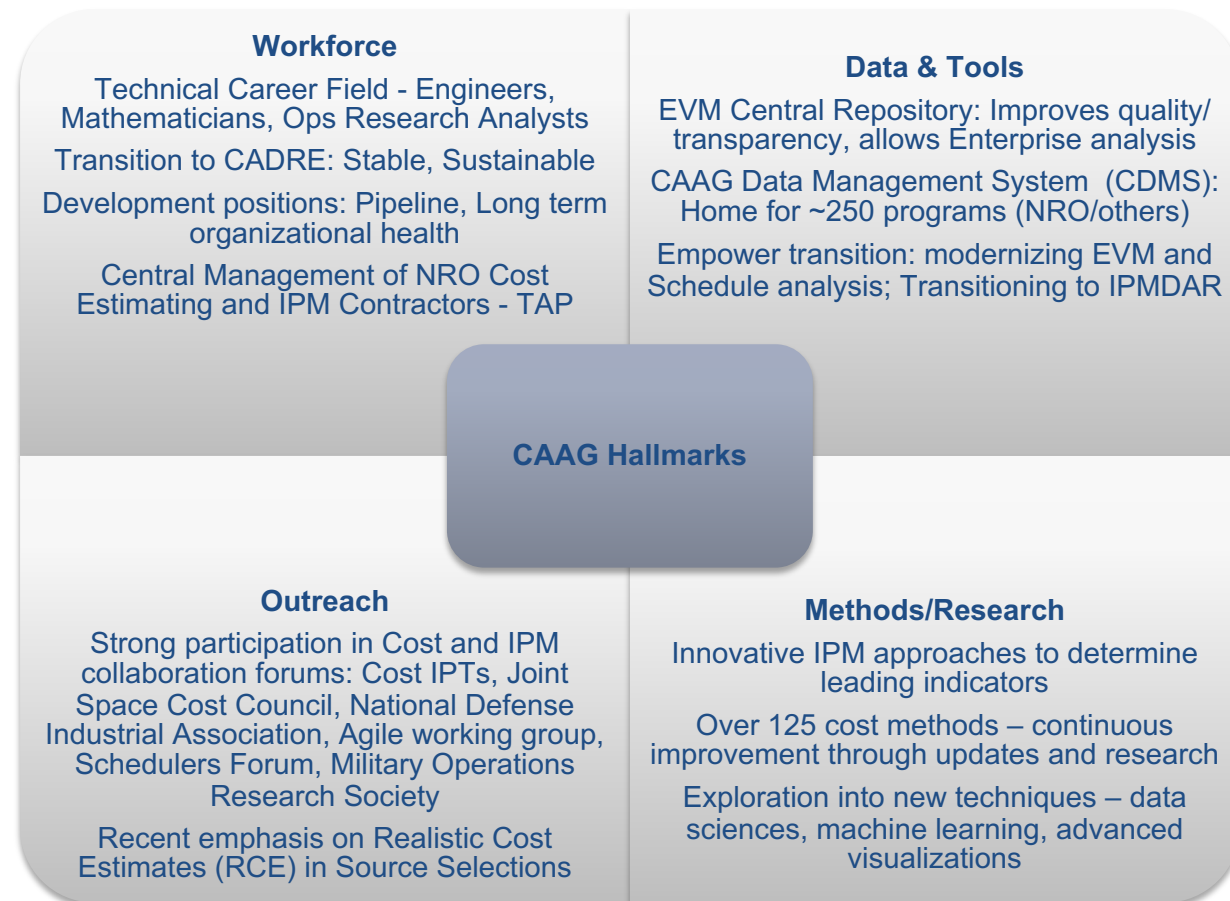 Workforce
Technical Career Field - Engineers,
Mathematicians, Ops Research Analysts
Transition to CADRE: Stable, Sustainable
Development positions: Pipeline, Long term
organizational health
Central Management of NRO Cost
Estimating and IPM Contractors - TAP
Data & Tools
EVM Central Repository: Improves quality/
transparency, allows Enterprise analysis
CAAG Data Management System  (CDMS):
Home for ~250 programs (NRO/others)
Empower transition: modernizing EVM and
Schedule analysis; Transitioning to IPMDAR
CAAG Hallmarks
Outreach
Strong participation in Cost and IPM
collaboration forums: Cost IPTs, Joint
Space Cost Council, National Defense
Industrial Association, Agile working group,
Schedulers Forum, Military Operations
Research Society
Recent emphasis on Realistic Cost
Estimates (RCE) in Source Selections
Methods/Research
Innovative IPM approaches to determine
leading indicators
Over 125 cost methods – continuous
improvement through updates and research
Exploration into new techniques – data
sciences, machine learning, advanced
visualizations